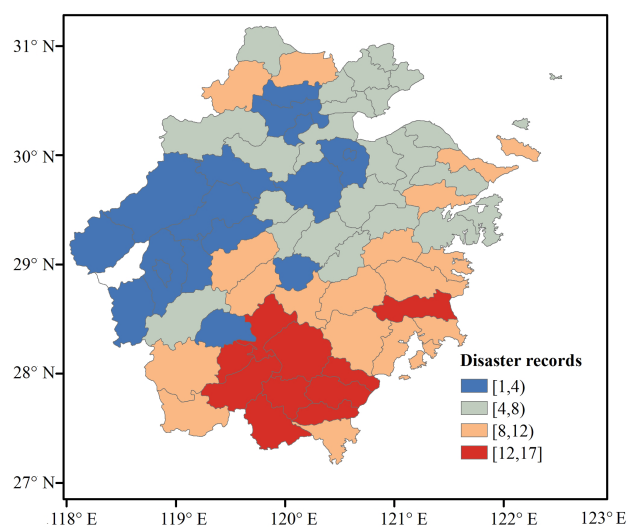 31° N
30° N
29° N
28° N
27° N
Disaster records
[1,4)
[4,8)
[8,12)
[12,17]
118° E 119° E 120° E 121° E 122° E 123° E